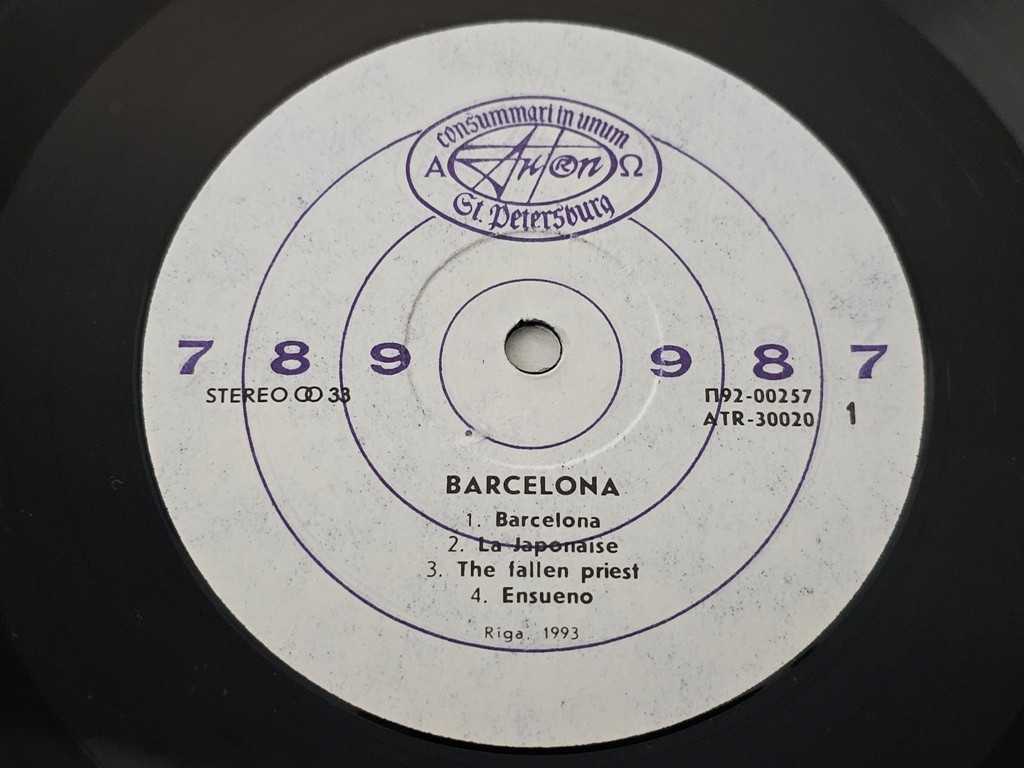 consummari in unum
Α АнтRоп Ω
St. Petersburg
7 8 9 9 8 7
STEREO 33
П92-00257
ATR-30020 1
BARCELONA
1. Barcelona
2. La Japonaise
3. The fallen priest
4. Ensueno
Riga. 1993